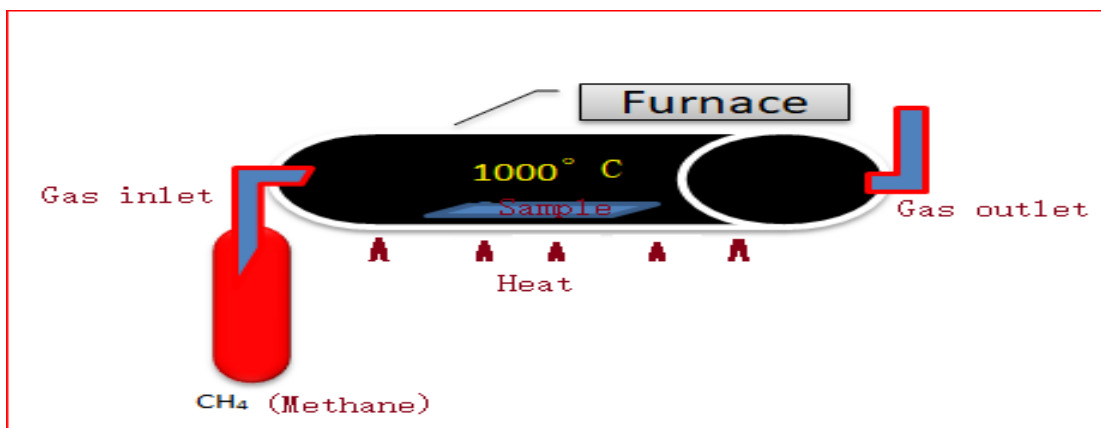 Furnace
1000° C
Gas inlet
Sample
Gas outlet
Heat
CH₄ (Methane)